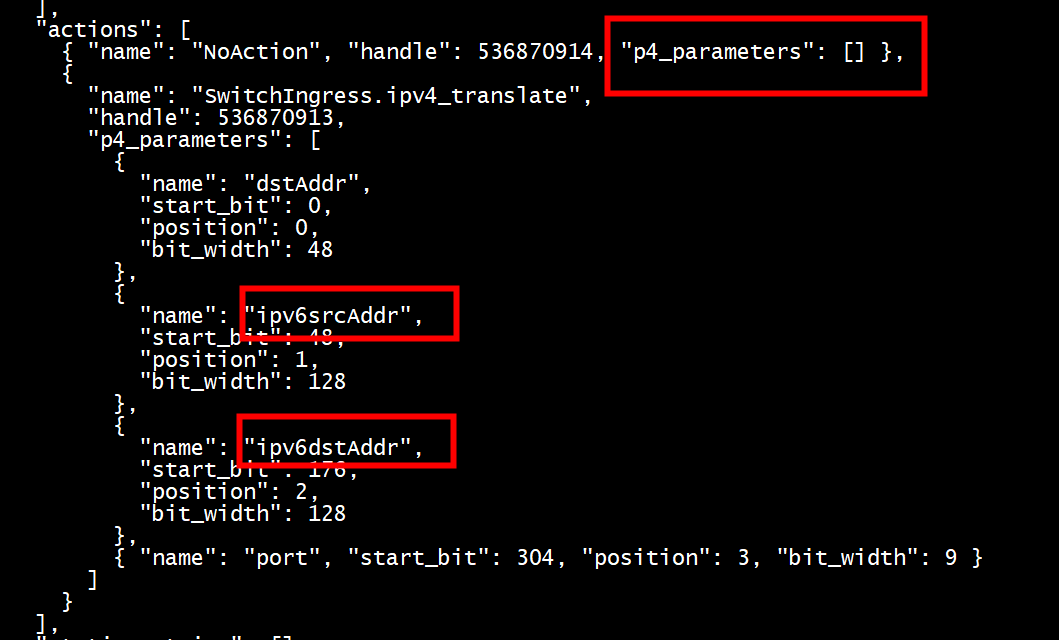 ],
"actions": [
{ "name": "NoAction", "handle": 536870914, "p4_parameters": [] },
{
"name": "SwitchIngress.ipv4_translate",
"handle": 536870913,
"p4_parameters": [
{
"name": "dstAddr",
"start_bit": 0,
"position": 0,
"bit_width": 48
},
{
"name": "ipv6srcAddr",
"start_bit": 48,
"position": 1,
"bit_width": 128
},
{
"name": "ipv6dstAddr",
"start_bit": 176,
"position": 2,
"bit_width": 128
},
{ "name": "port", "start_bit": 304, "position": 3, "bit_width": 9 }
]
}
],